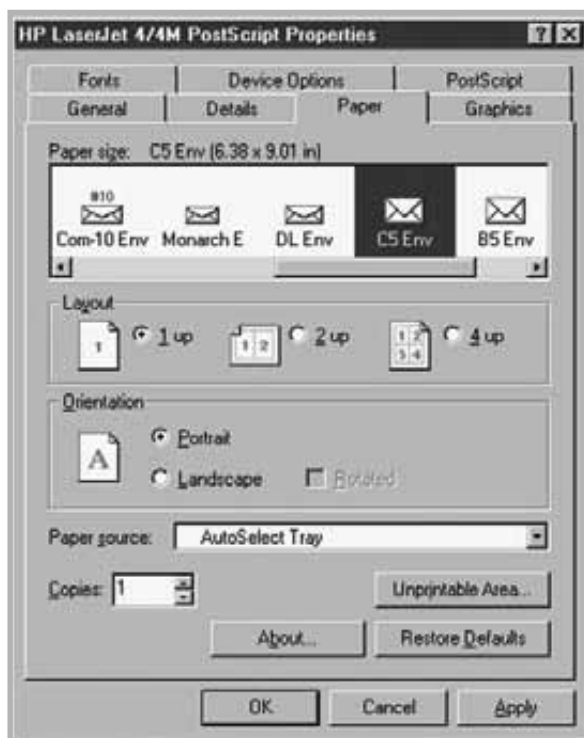 HP LaserJet 4/4M PostScript Properties
Fonts Device Options PostScript
General Details Paper Graphics
Paper size: C5 Env (6.38 x 9.01 in)
#10
Com-10 Env Monarch E DL Env C5 Env B5 Env
Layout
1 1 up 1 2 2 up 1 2 4 up
3 4
Orientation
A Portrait
Landscape Rotated
Paper source: AutoSelect Tray
Copies: 1 Unprintable Area...
About... Restore Defaults
OK Cancel Apply